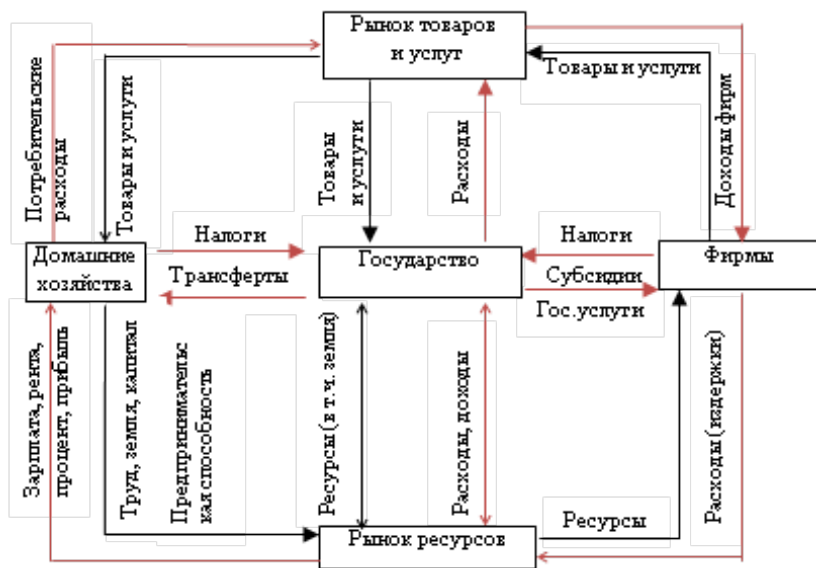 Рынок товаров
и услуг
Товары и услуги
Потребительские
расходы
Товары и услуги
Товары
и услуги
Расходы
Доходы фирм
Налоги
Налоги
Домашние
хозяйства
Государство
Фирмы
Трансферты
Субсидии
Гос.услуги
Зарплата, рента,
процент, прибыль
Труд, земля, капитал
Предпринимательс
кая способность
Ресурсы (в т.ч. земля)
Расходы, доходы
Расходы (издержки)
Ресурсы
Рынок ресурсов